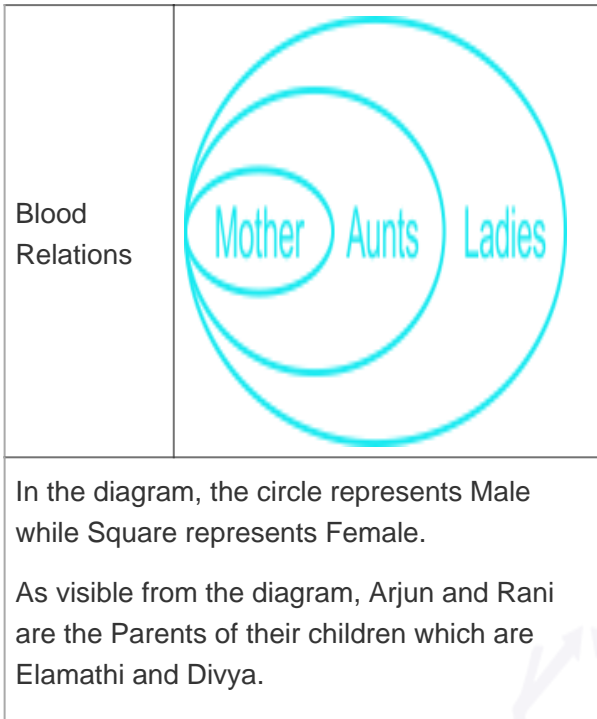 Blood
Relations
Mother Aunts Ladies
In the diagram, the circle represents Male
while Square represents Female.
As visible from the diagram, Arjun and Rani
are the Parents of their children which are
Elamathi and Divya.